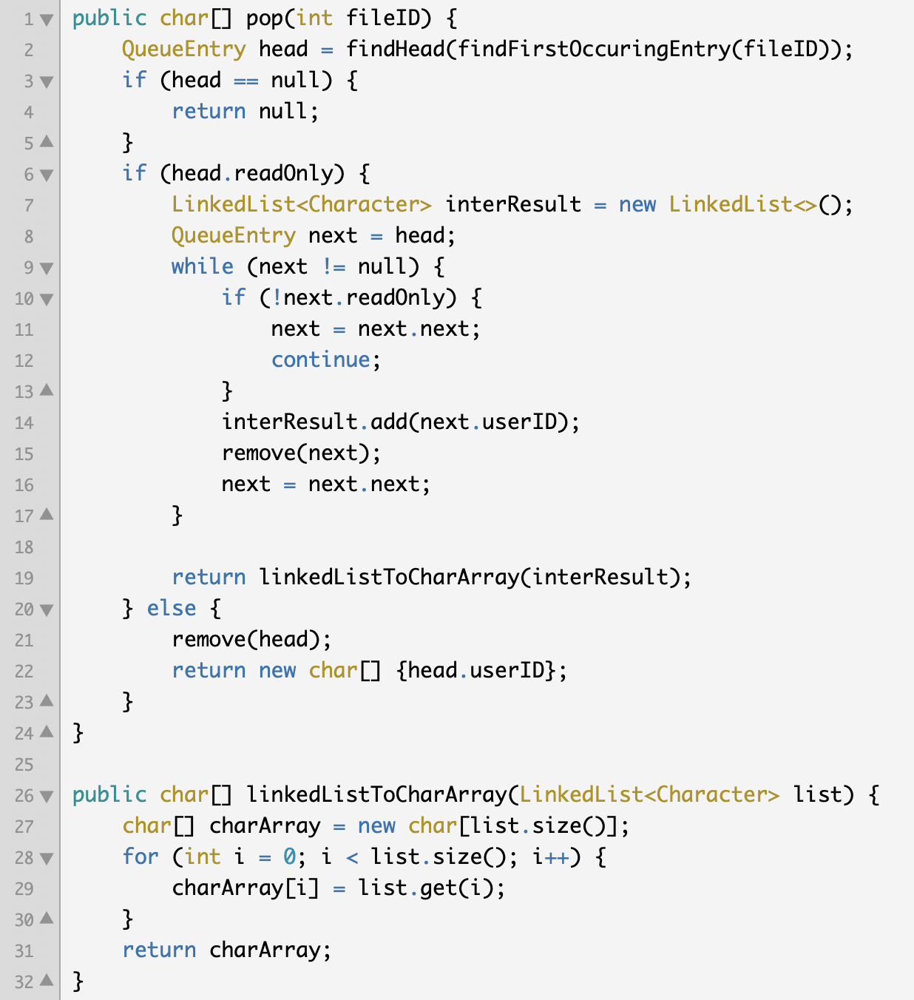 1 public char[] pop(int fileID) {
2     QueueEntry head = findHead(findFirstOccuringEntry(fileID));
3     if (head == null) {
4         return null;
5     }
6     if (head.readOnly) {
7         LinkedList<Character> interResult = new LinkedList<>();
8         QueueEntry next = head;
9         while (next != null) {
10             if (!next.readOnly) {
11                 next = next.next;
12                 continue;
13             }
14             interResult.add(next.userID);
15             remove(next);
16             next = next.next;
17         }
18
19         return linkedListToCharArray(interResult);
20     } else {
21         remove(head);
22         return new char[] {head.userID};
23     }
24 }
25
26 public char[] linkedListToCharArray(LinkedList<Character> list) {
27     char[] charArray = new char[list.size()];
28     for (int i = 0; i < list.size(); i++) {
29         charArray[i] = list.get(i);
30     }
31     return charArray;
32 }